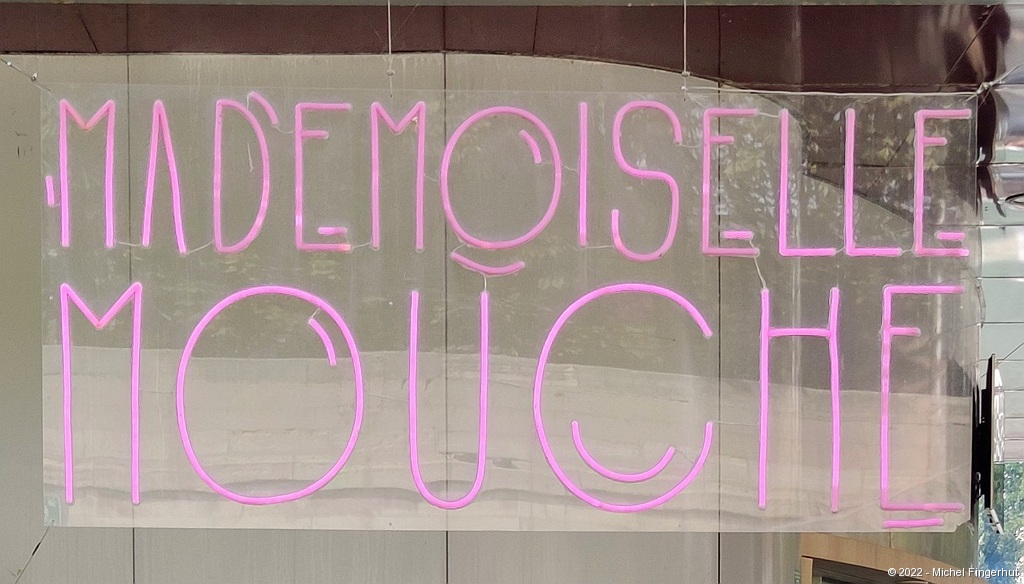 MADEMOISELLE
MOUCHE
© 2022 - Michel Fingerhut